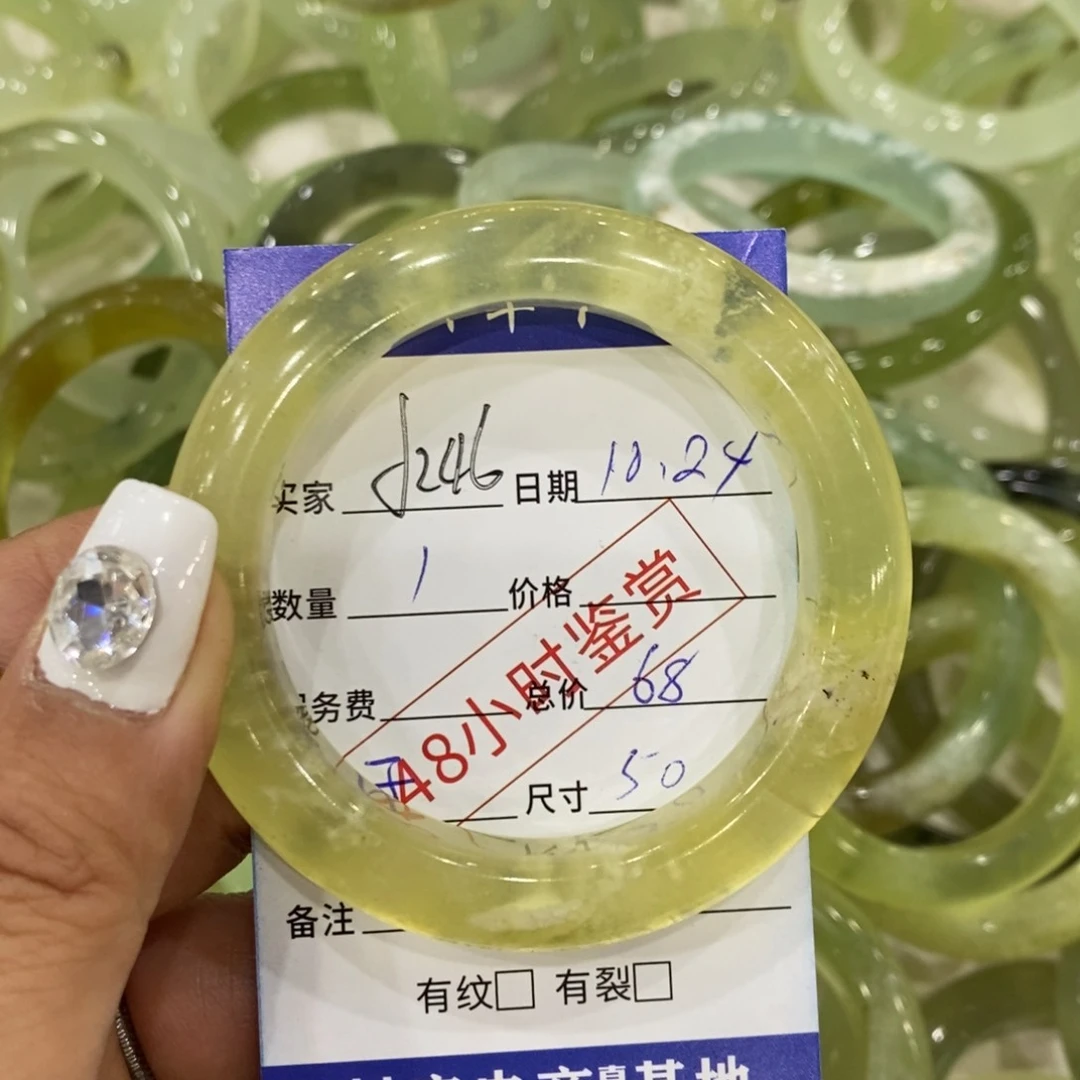 买家 J246 日期 10.24
数量 1 价格
务费 总价 68
48小时鉴赏
尺寸 50
备注
有纹□ 有裂□